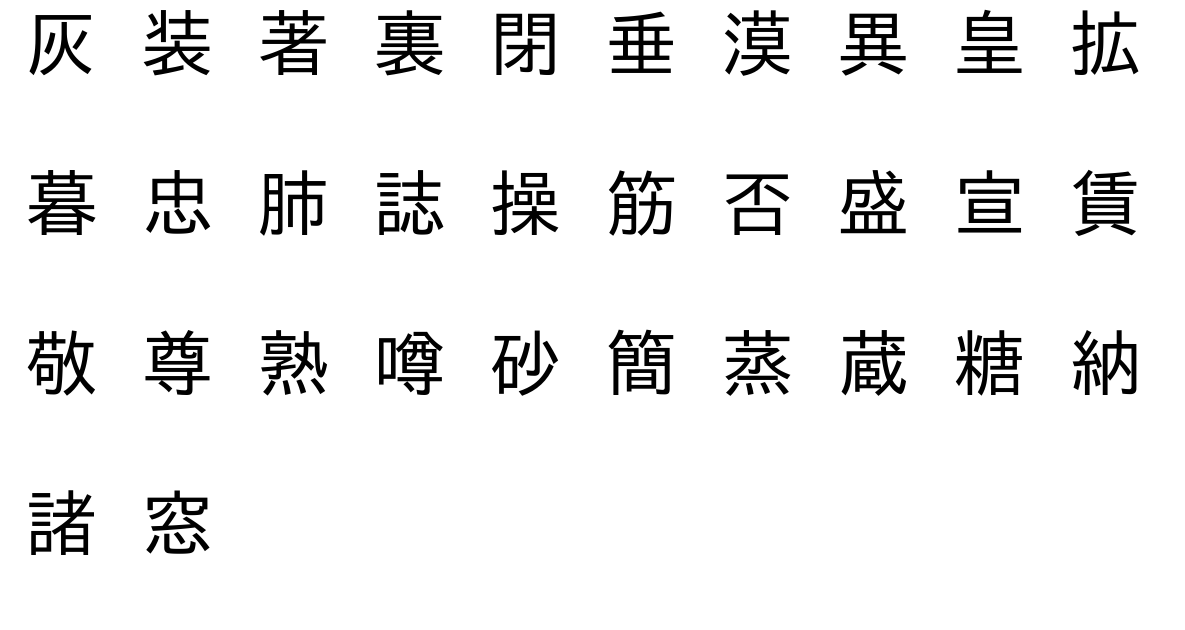 灰 装 著 裏 閉 垂 漠 異 皇 拡
暮 忠 肺 誌 操 筋 否 盛 宣 賃
敬 尊 熟 噂 砂 簡 蒸 蔵 糖 納
諸 窓